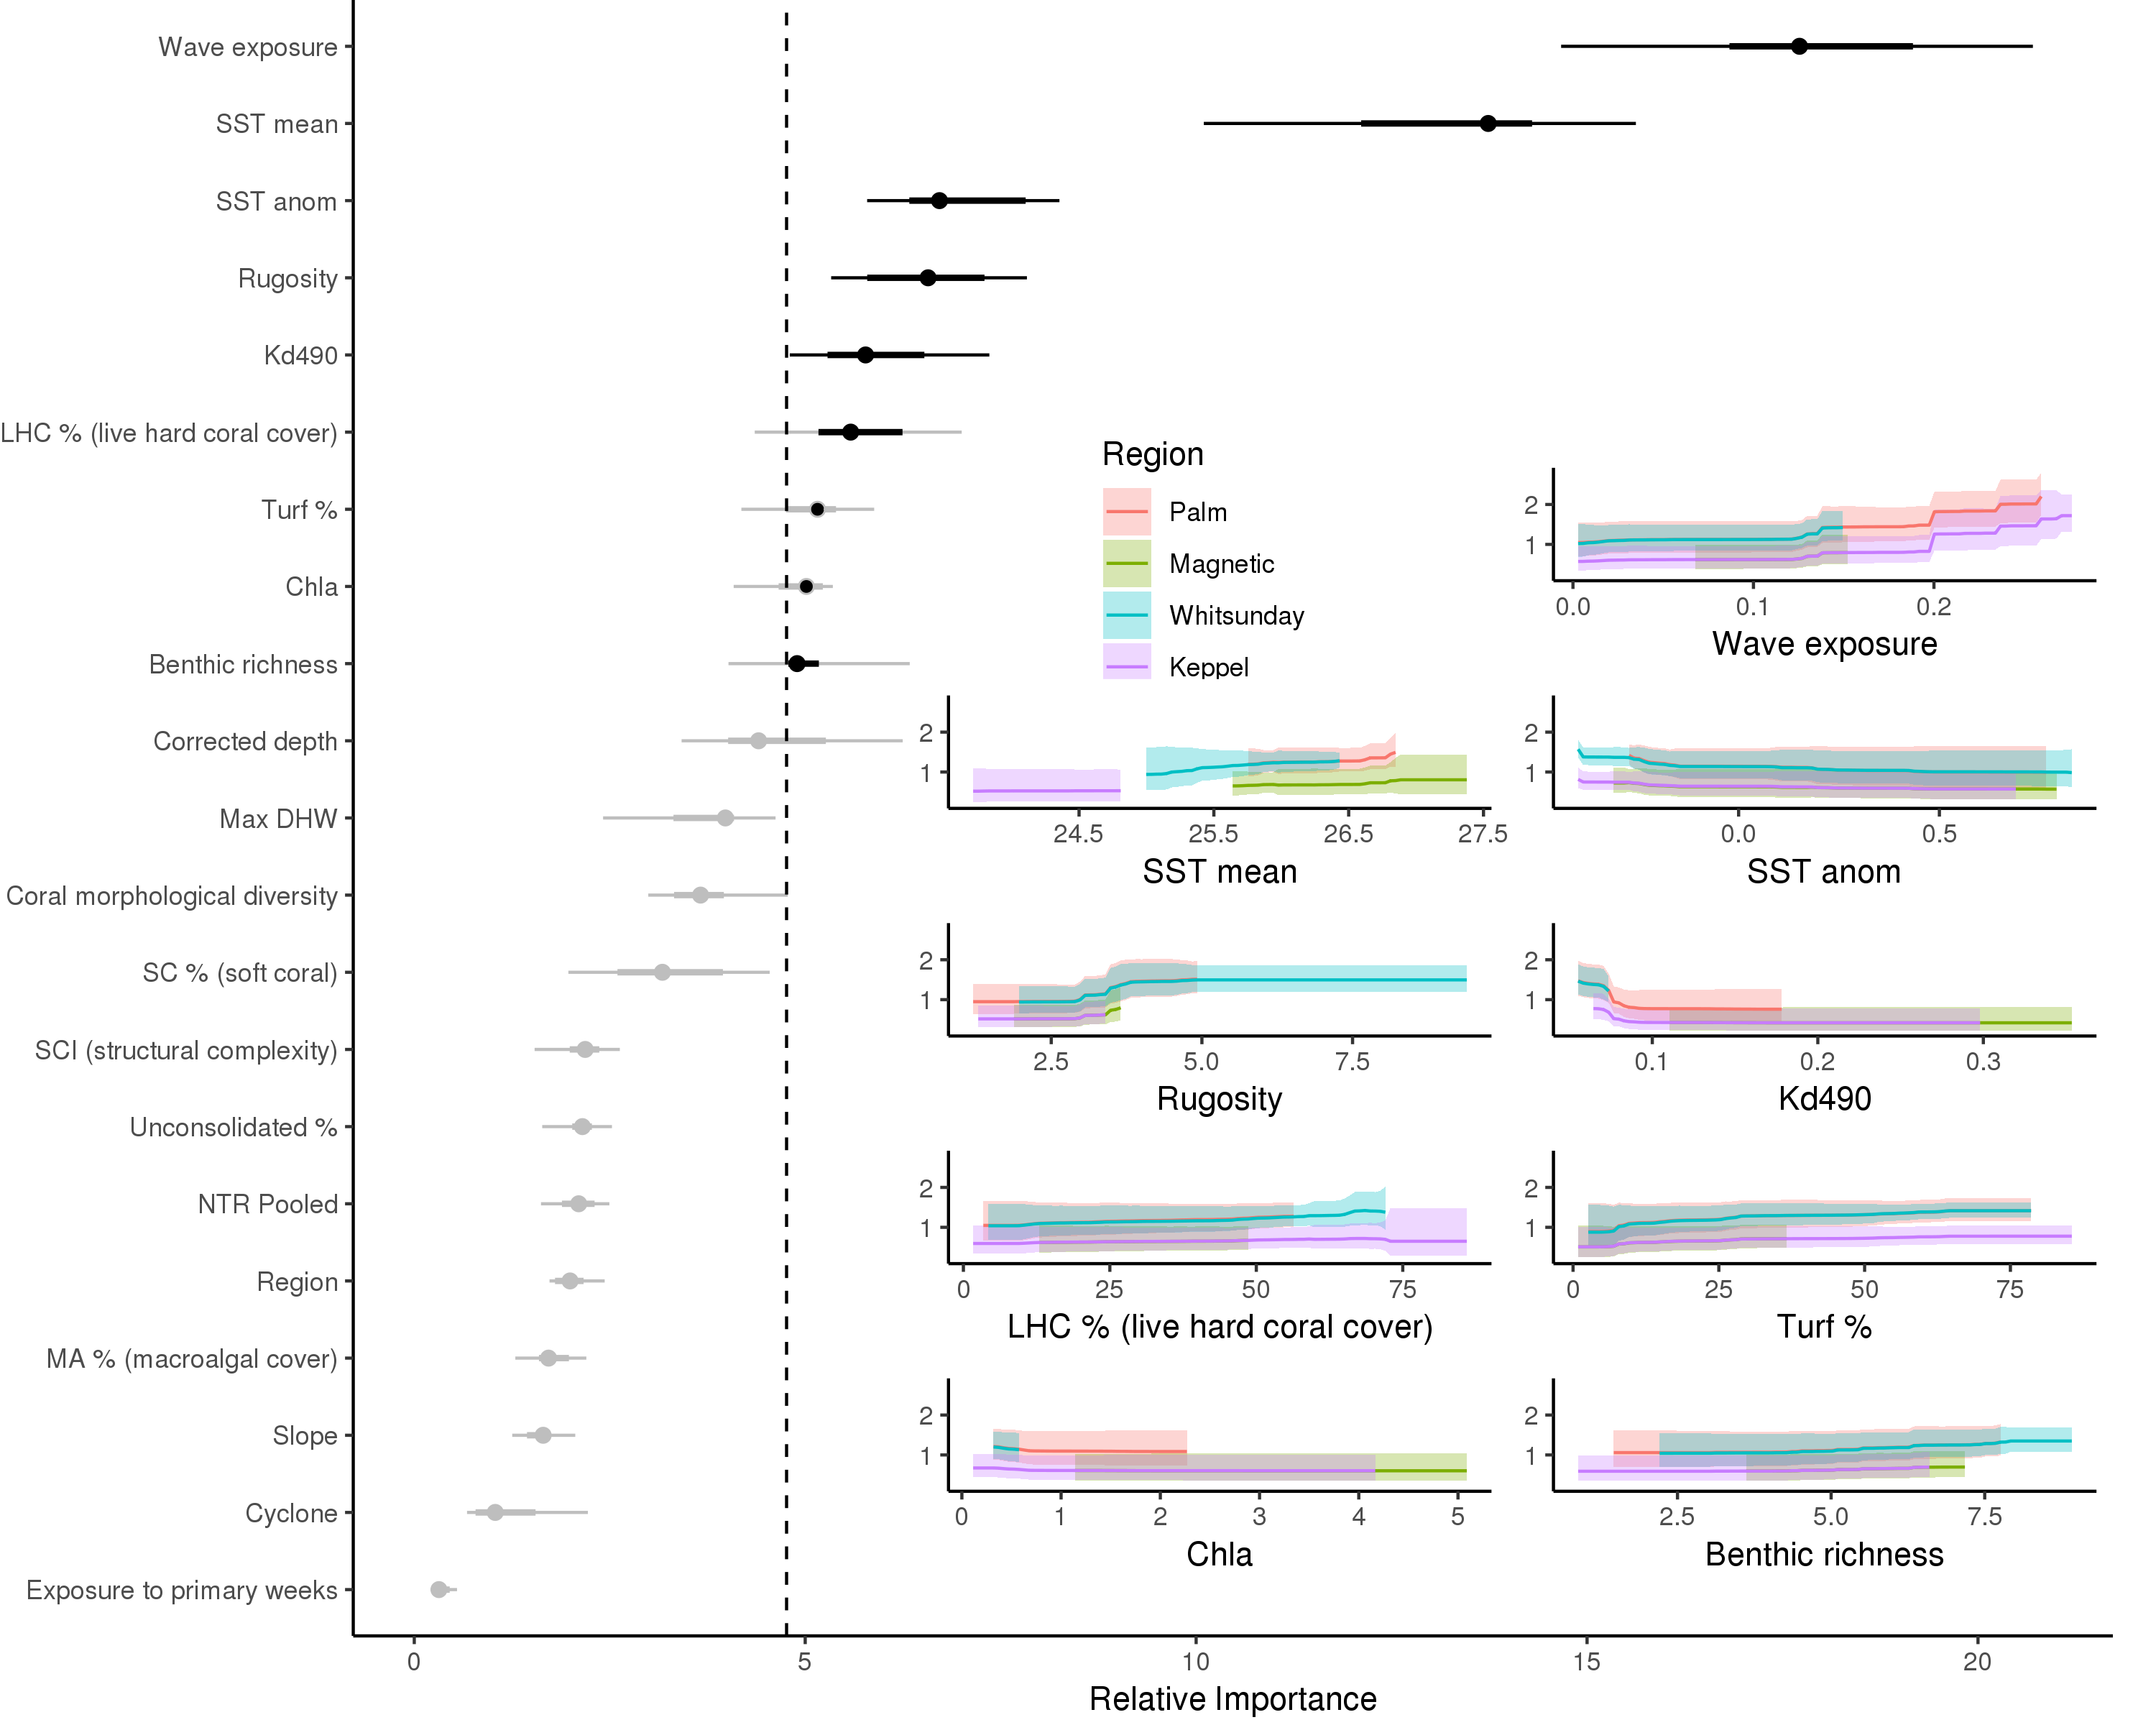 Wave exposure
SST mean
SST anom
Rugosity
Kd490
LHC % (live hard coral cover)
Turf %
Chla
Benthic richness
Corrected depth
Max DHW
Coral morphological diversity
SC % (soft coral)
SCI (structural complexity)
Unconsolidated %
NTR Pooled
Region
MA % (macroalgal cover)
Slope
Cyclone
Exposure to primary weeks
0 5 10 15 20
Relative Importance
Region
Palm
Magnetic
Whitsunday
Keppel
2
1
0.0 0.1 0.2
Wave exposure
2
1
24.5 25.5 26.5 27.5
SST mean
2
1
0.0 0.5
SST anom
2
1
2.5 5.0 7.5
Rugosity
2
1
0.1 0.2 0.3
Kd490
2
1
0 25 50 75
LHC % (live hard coral cover)
2
1
0 25 50 75
Turf %
2
1
0 1 2 3 4 5
Chla
2
1
2.5 5.0 7.5
Benthic richness